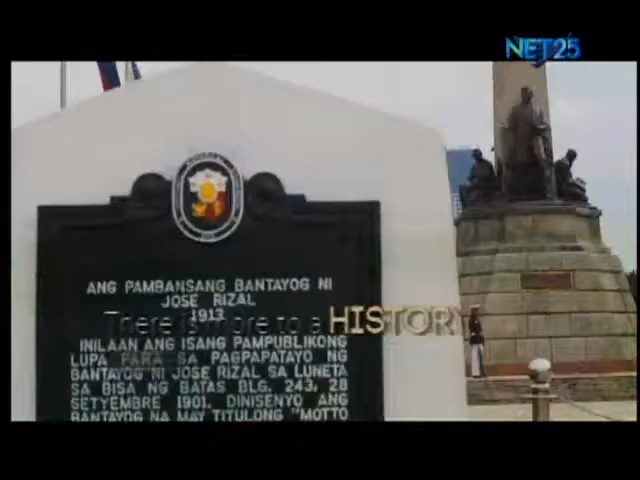 NET25
ANG PAMBANSANG BANTAYOG NI
JOSE RIZAL
1913
There is more to a HISTORY
INILAAN ANG ISANG PAMPUBLIKONG
LUPA PARA SA PAGPAPATAYO NG
BANTAYOG NI JOSE RIZAL SA LUNETA
SA BISA NG BATAS BLG. 243, 28
SETYEMBRE 1901. DINISENYO ANG
BANTAYOG NA MAY TITULONG "MOTTO